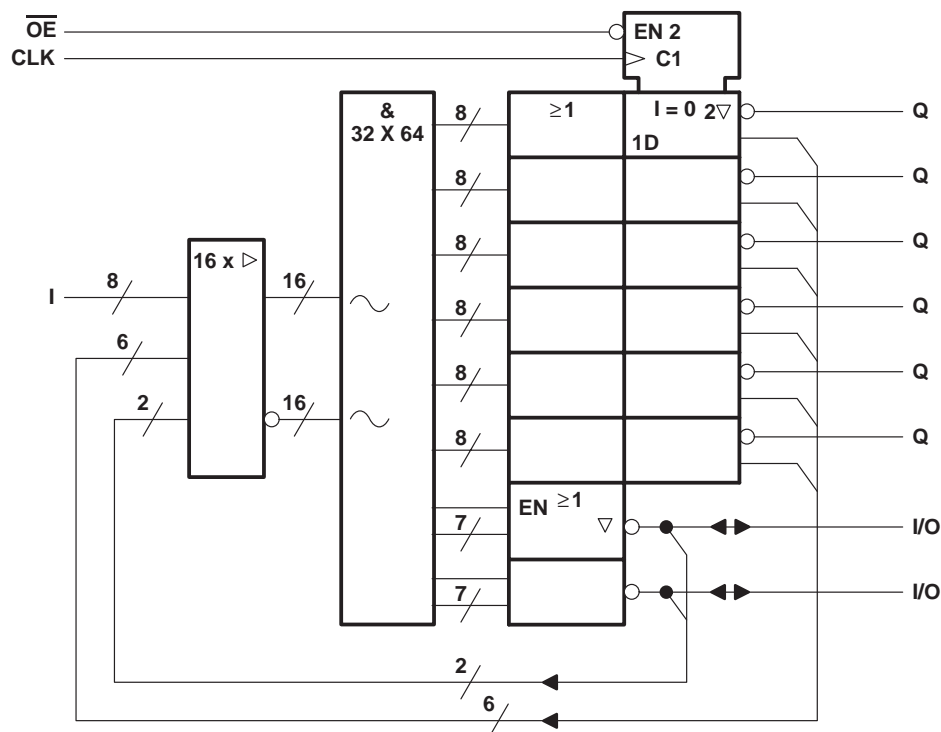 OE EN 2
CLK C1
& 8 ≥1 I = 0 2▽ Q
32 X 64 1D
8 Q
16 x ▷ 8 Q
I 8 16 8 Q
6
2 16 8 Q
8 Q
EN ≥1
7 ▽ I/O
7 I/O
2
6